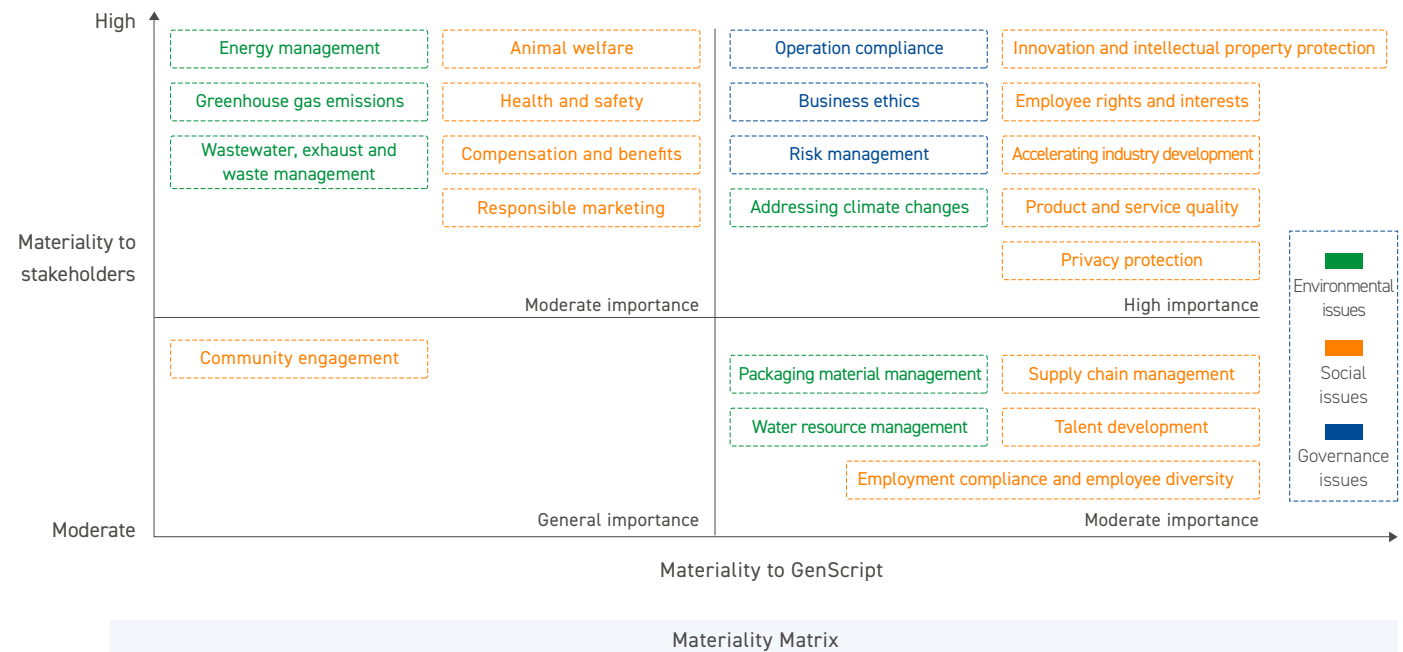 High
Energy management
Animal welfare
Operation compliance
Innovation and intellectual property protection
Greenhouse gas emissions
Health and safety
Business ethics
Employee rights and interests
Wastewater, exhaust and
waste management
Compensation and benefits
Risk management
Accelerating industry development
Responsible marketing
Addressing climate changes
Product and service quality
Privacy protection
Materiality to
stakeholders
Moderate importance
High importance
Community engagement
Packaging material management
Supply chain management
Water resource management
Talent development
Employment compliance and employee diversity
General importance
Moderate importance
Moderate
Materiality to GenScript
Environmental
issues
Social
issues
Governance
issues
Materiality Matrix